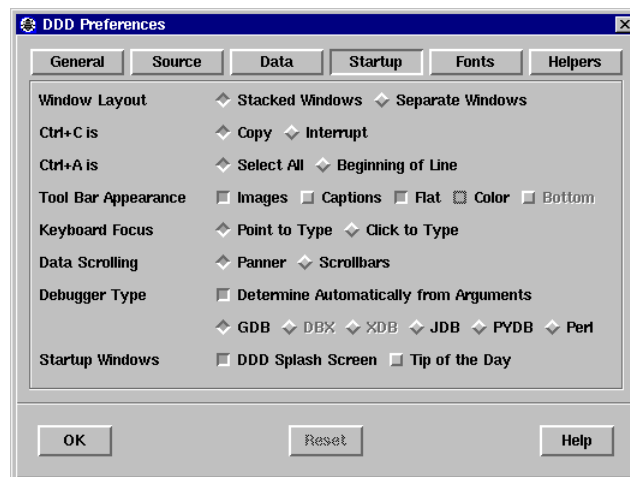 DDD Preferences
General Source Data Startup Fonts Helpers
Window Layout Stacked Windows Separate Windows
Ctrl+C is Copy Interrupt
Ctrl+A is Select All Beginning of Line
Tool Bar Appearance Images Captions Flat Color Bottom
Keyboard Focus Point to Type Click to Type
Data Scrolling Panner Scrollbars
Debugger Type Determine Automatically from Arguments
GDB DBX XDB JDB PYDB Perl
Startup Windows DDD Splash Screen Tip of the Day
OK Reset Help